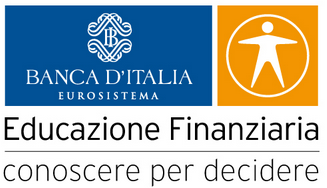 BANCA D'ITALIA
EUROSISTEMA
Educazione Finanziaria
conoscere per decidere